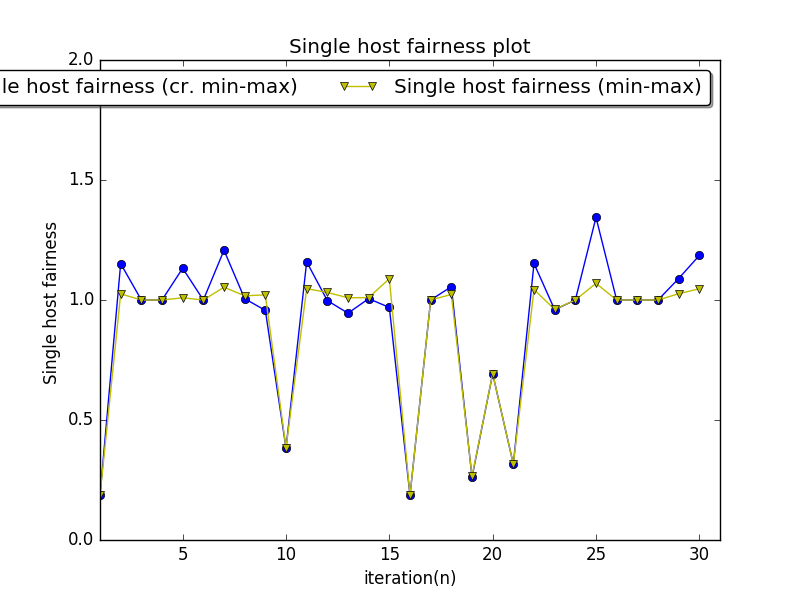 Single host fairness plot
le host fairness (cr. min-max) Single host fairness (min-max)
2.0
1.5
1.0
0.5
0.0
Single host fairness
5 10 15 20 25 30
iteration(n)